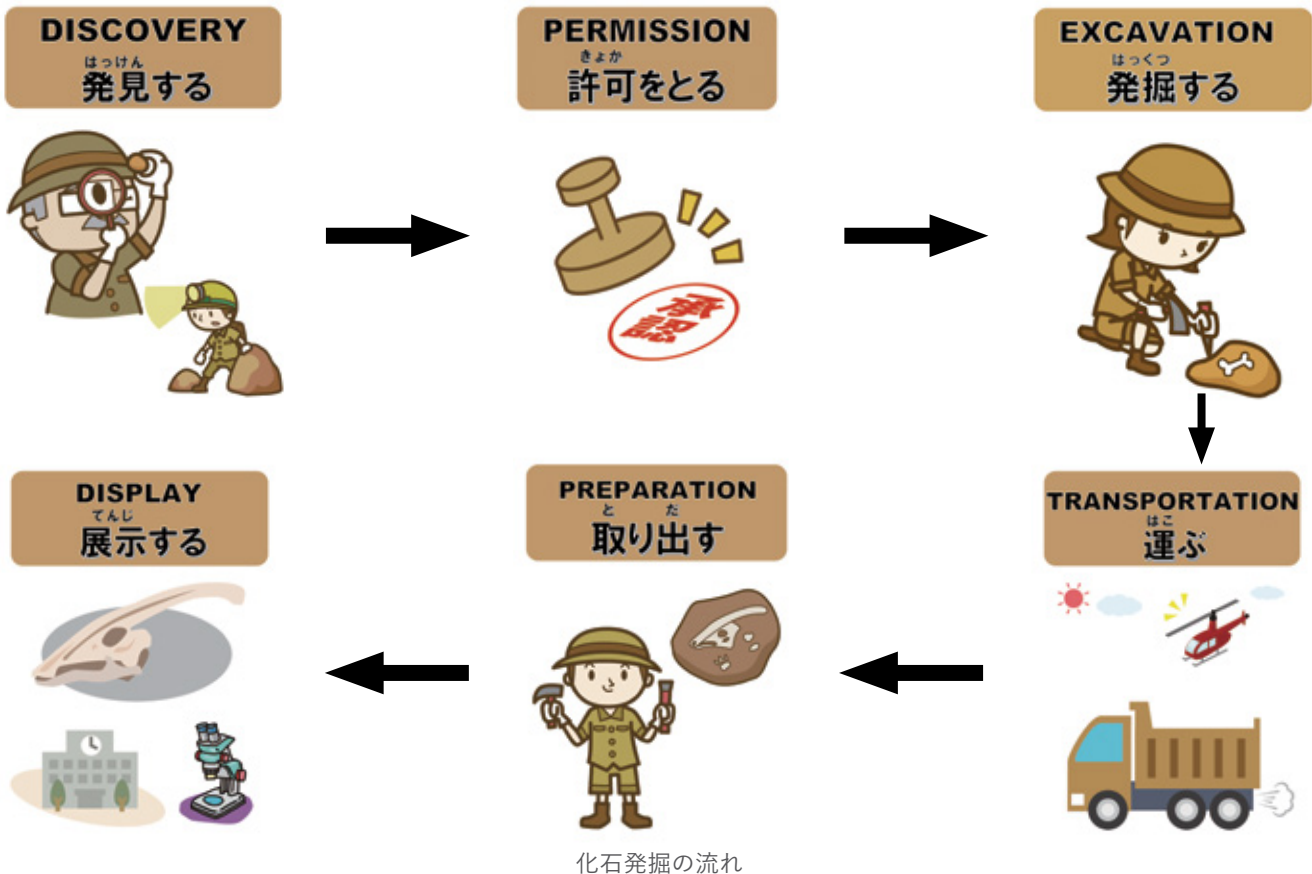 DISCOVERY
はっけん
発見する
PERMISSION
きょか
許可をとる
EXCAVATION
はっくつ
発掘する
TRANSPORTATION
はこ
運ぶ
PREPARATION
と だ
取り出す
DISPLAY
てんじ
展示する
化石発掘の流れ